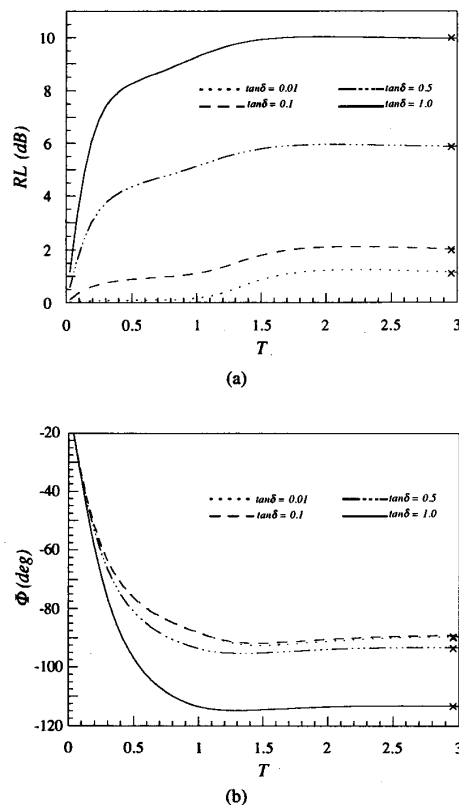 10
8
6
4
2
0
RL (dB)
tanδ = 0.01
tanδ = 0.5
tanδ = 0.1
tanδ = 1.0
0 0.5 1 1.5 2 2.5 3
T
(a)
-20
-40
-60
-80
-100
-120
Φ (deg)
tanδ = 0.01
tanδ = 0.5
tanδ = 0.1
tanδ = 1.0
0 0.5 1 1.5 2 2.5 3
T
(b)